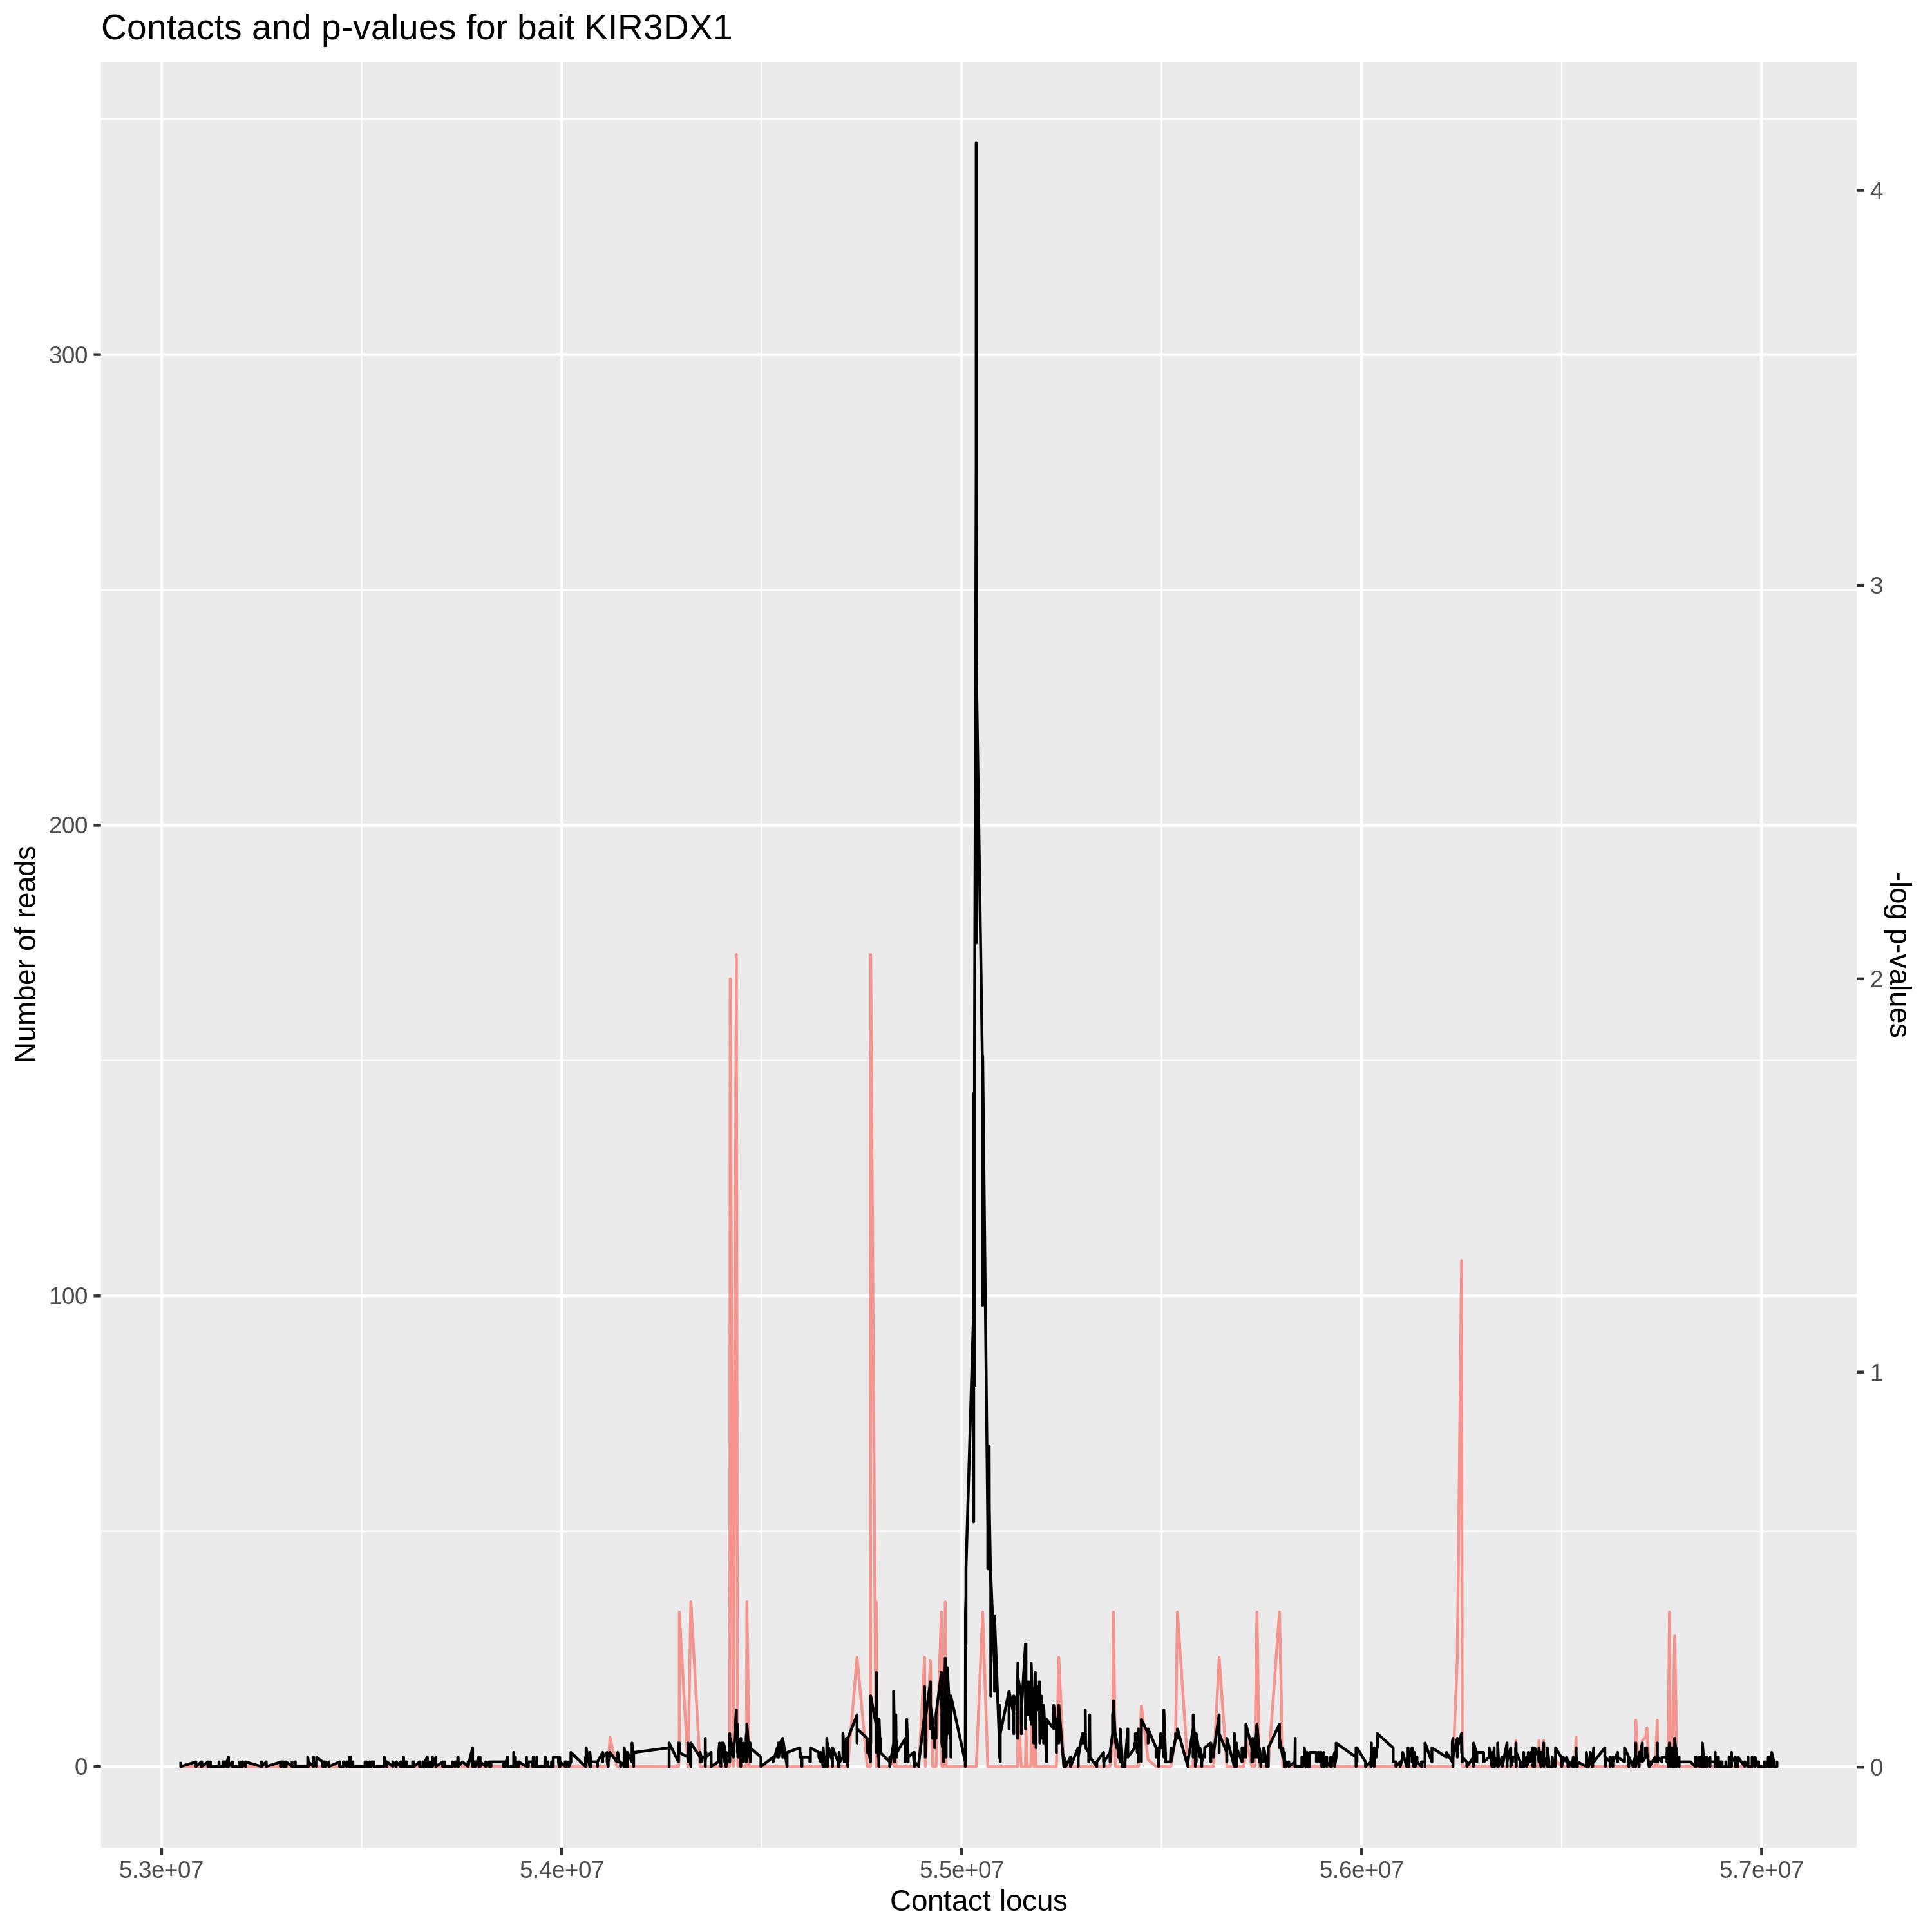 Contacts and p-values for bait KIR3DX1
Number of reads
300
200
100
0
4
3
2
1
0
-log p-values
5.3e+07
5.4e+07
5.5e+07
5.6e+07
5.7e+07
Contact locus